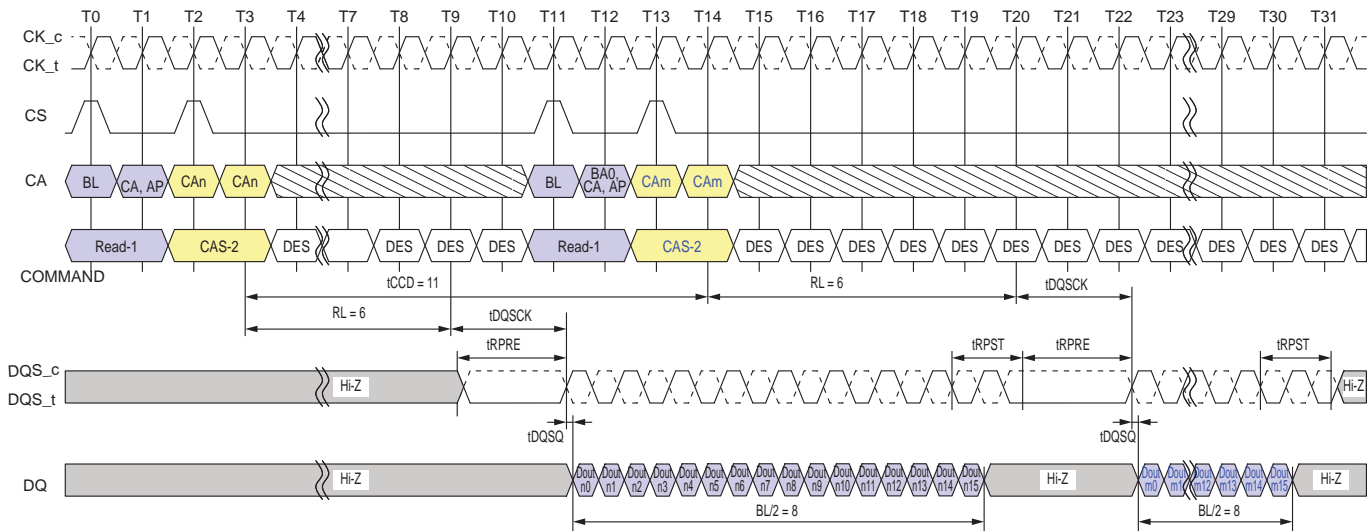 T0 T1 T2 T3 T4 T7 T8 T9 T10 T11 T12 T13 T14 T15 T16 T17 T18 T19 T20 T21 T22 T23 T29 T30 T31
CK_c
CK_t
CS
CA BL CA, AP CAn CAn BL BA0, CA, AP CAm CAm
Read-1 CAS-2 DES DES DES DES Read-1 CAS-2 DES DES DES DES DES DES DES DES DES DES DES DES
COMMAND
tCCD = 11 RL = 6 tDQSCK
RL = 6 tDQSCK
tRPRE tRPST tRPRE tRPST
DQS_c
DQS_t
Hi-Z Hi-Z
tDQSQ tDQSQ
DQ Hi-Z Dout n0 Dout n1 Dout n2 Dout n3 Dout n4 Dout n5 Dout n6 Dout n7 Dout n8 Dout n9 Dout n10 Dout n11 Dout n12 Dout n13 Dout n14 Dout n15 Hi-Z Dout m0 Dout m1 Dout m12 Dout m13 Dout m14 Dout m15 Hi-Z
BL/2 = 8 BL/2 = 8